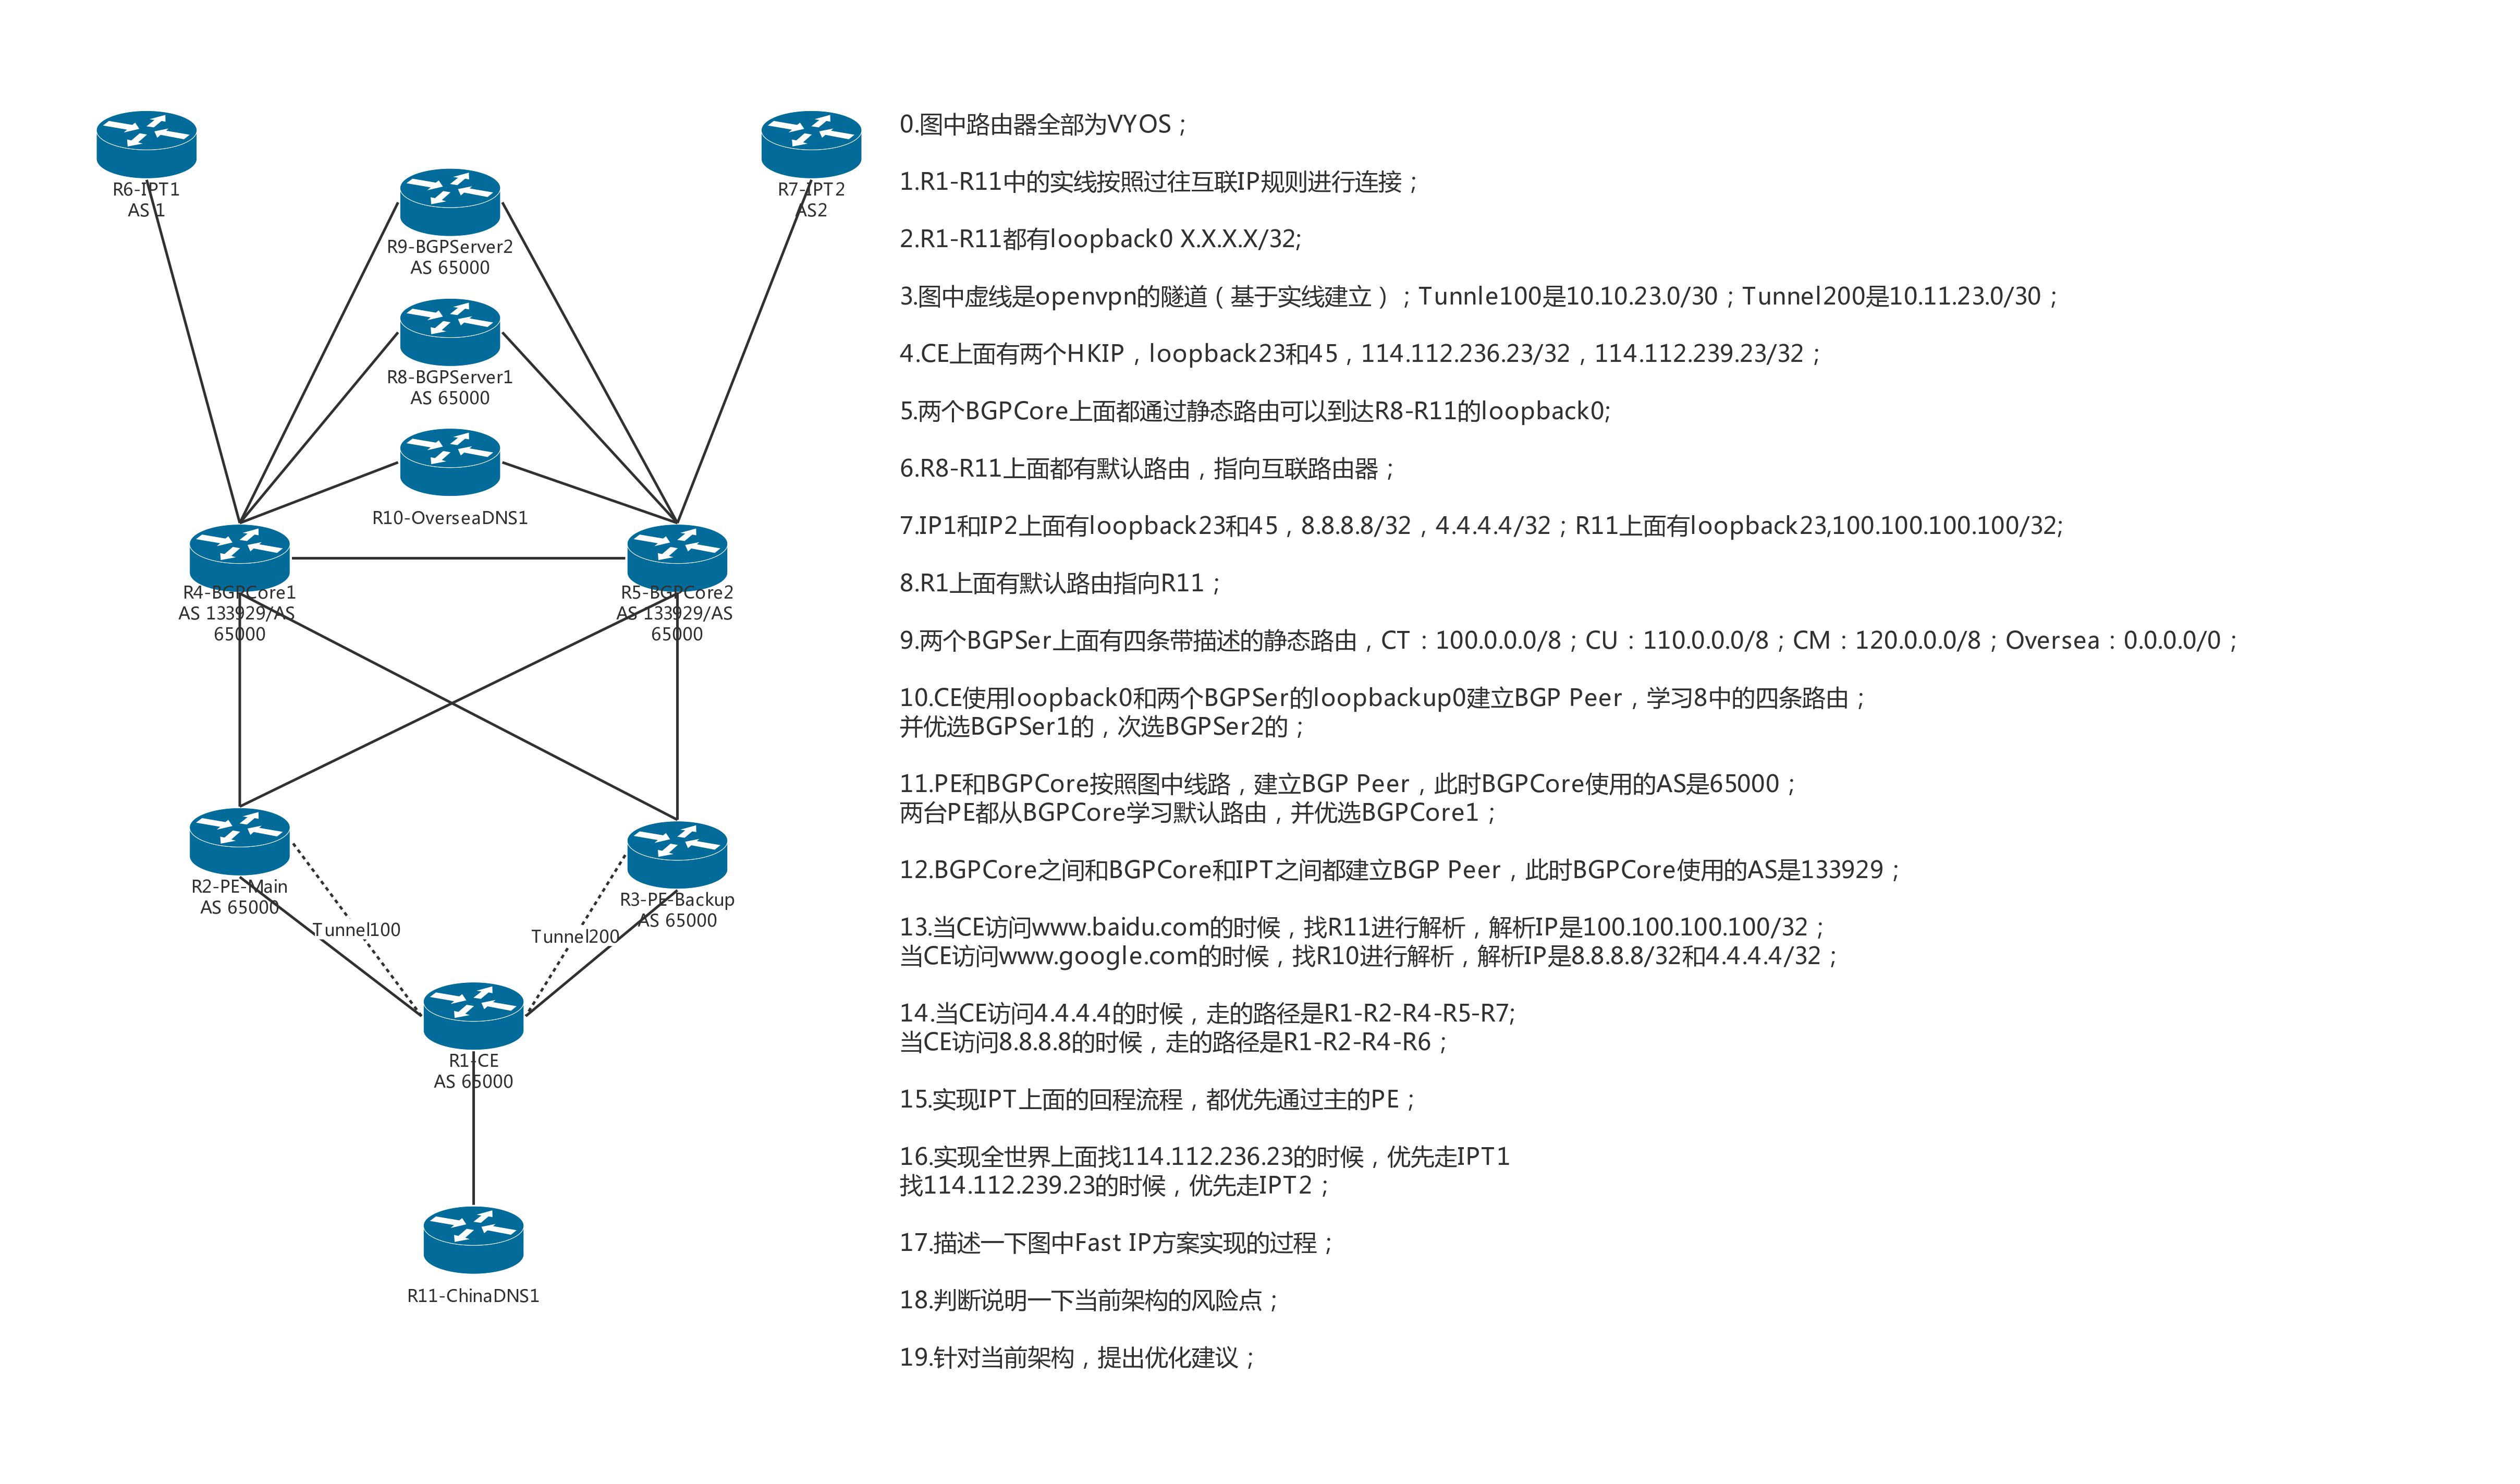 R6-IPT1
AS 1
R7-IPT2
AS2
R9-BGPServer2
AS 65000
R8-BGPServer1
AS 65000
R10-OverseaDNS1
R4-BGPCore1
AS 133929/AS
65000
R5-BGPCore2
AS 133929/AS
65000
R2-PE-Main
AS 65000
R3-PE-Backup
AS 65000
Tunnel100
Tunnel200
R1-CE
AS 65000
R11-ChinaDNS1
0.图中路由器全部为VYOS；
1.R1-R11中的实线按照过往互联IP规则进行连接；
2.R1-R11都有loopback0 X.X.X.X/32;
3.图中虚线是openvpn的隧道（基于实线建立）；Tunnle100是10.10.23.0/30；Tunnel200是10.11.23.0/30；
4.CE上面有两个HKIP，loopback23和45，114.112.236.23/32，114.112.239.23/32；
5.两个BGPCore上面都通过静态路由可以到达R8-R11的loopback0;
6.R8-R11上面都有默认路由，指向互联路由器；
7.IP1和IP2上面有loopback23和45，8.8.8.8/32，4.4.4.4/32；R11上面有loopback23,100.100.100.100/32;
8.R1上面有默认路由指向R11；
9.两个BGPSer上面有四条带描述的静态路由，CT：100.0.0.0/8；CU：110.0.0.0/8；CM：120.0.0.0/8；Oversea：0.0.0.0/0；
10.CE使用loopback0和两个BGPSer的loopbackup0建立BGP Peer，学习8中的四条路由；
并优选BGPSer1的，次选BGPSer2的；
11.PE和BGPCore按照图中线路，建立BGP Peer，此时BGPCore使用的AS是65000；
两台PE都从BGPCore学习默认路由，并优选BGPCore1；
12.BGPCore之间和BGPCore和IPT之间都建立BGP Peer，此时BGPCore使用的AS是133929；
13.当CE访问www.baidu.com的时候，找R11进行解析，解析IP是100.100.100.100/32；
当CE访问www.google.com的时候，找R10进行解析，解析IP是8.8.8.8/32和4.4.4.4/32；
14.当CE访问4.4.4.4的时候，走的路径是R1-R2-R4-R5-R7;
当CE访问8.8.8.8的时候，走的路径是R1-R2-R4-R6；
15.实现IPT上面的回程流程，都优先通过主的PE；
16.实现全世界上面找114.112.236.23的时候，优先走IPT1
找114.112.239.23的时候，优先走IPT2；
17.描述一下图中Fast IP方案实现的过程；
18.判断说明一下当前架构的风险点；
19.针对当前架构，提出优化建议；